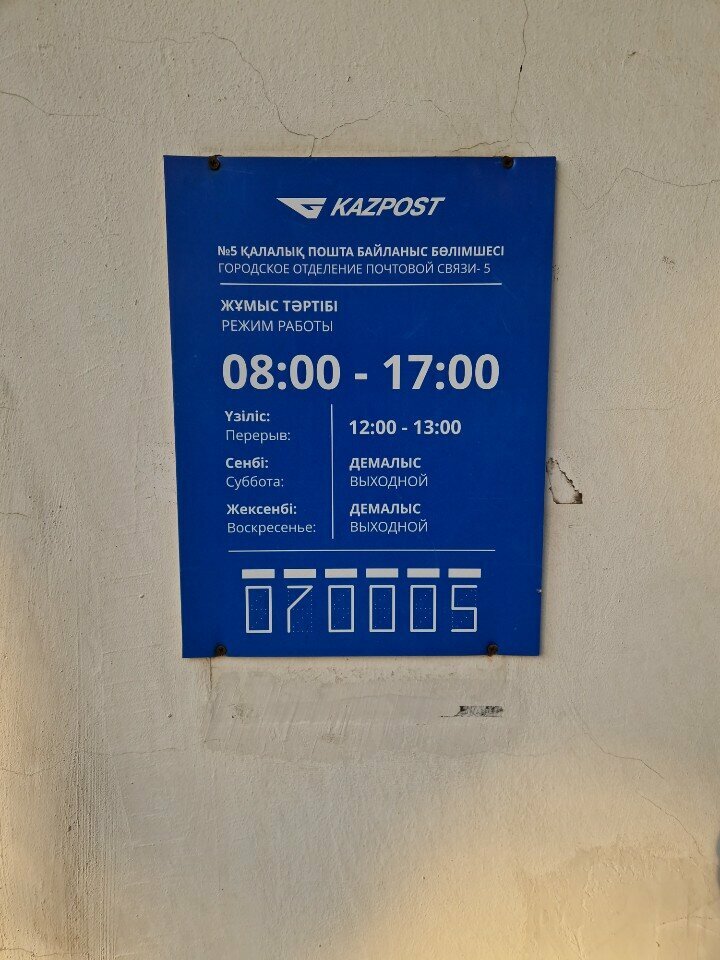 KAZPOST
№5 ҚАЛАЛЫҚ ПОШТА БАЙЛАНЫС БӨЛІМШЕСІ
ГОРОДСКОЕ ОТДЕЛЕНИЕ ПОЧТОВОЙ СВЯЗИ- 5
ЖҰМЫС ТӘРТІБІ
РЕЖИМ РАБОТЫ
08:00 - 17:00
Үзіліс:
Перерыв:
12:00 - 13:00
Сенбі:
Суббота:
ДЕМАЛЫС
ВЫХОДНОЙ
Жексенбі:
Воскресенье:
ДЕМАЛЫС
ВЫХОДНОЙ
070005